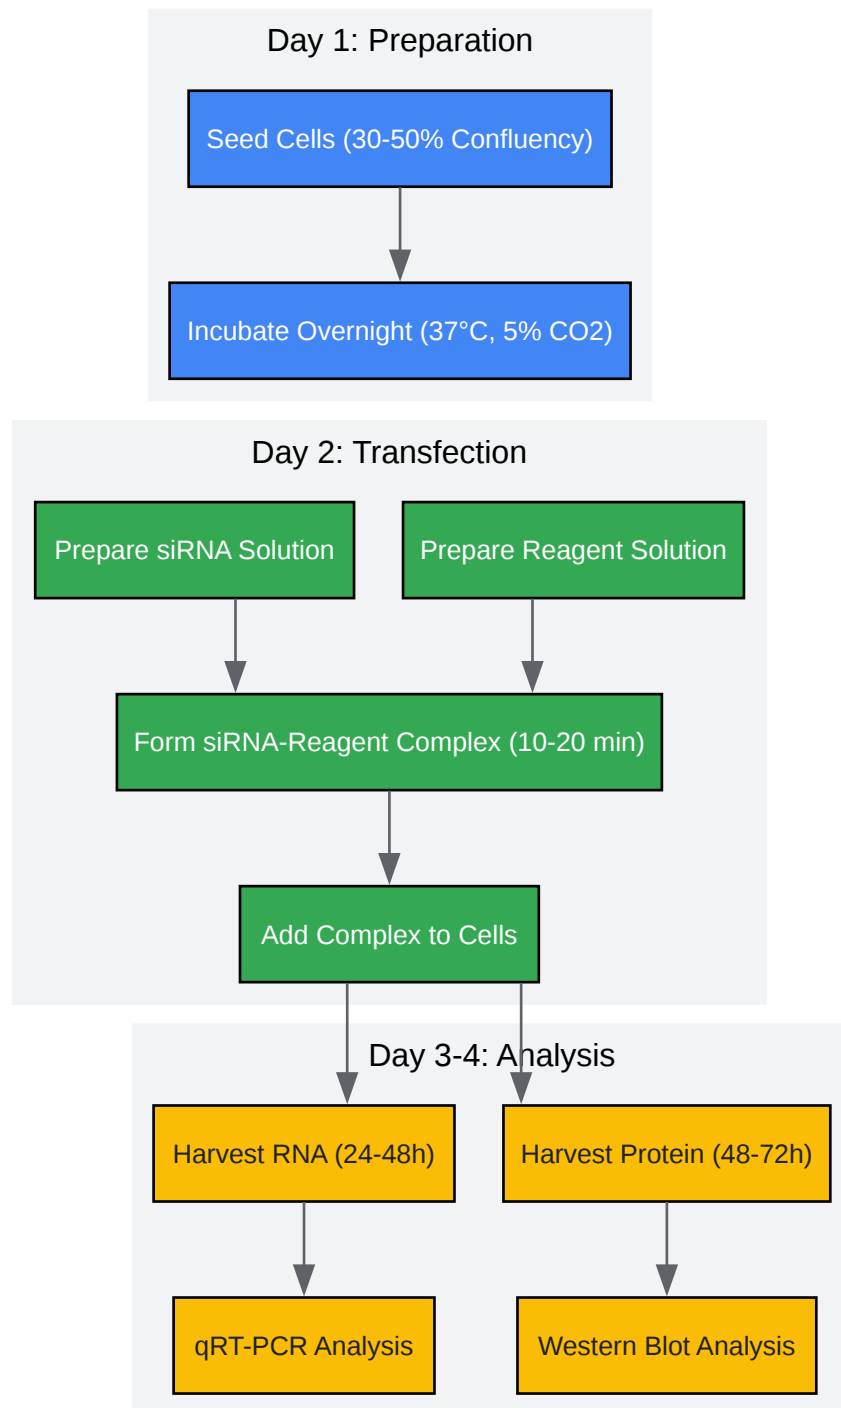 Day 1: Preparation
Seed Cells (30-50% Confluency)
Incubate Overnight (37°C, 5% CO2)
Day 2: Transfection
Prepare siRNA Solution
Prepare Reagent Solution
Form siRNA-Reagent Complex (10-20 min)
Add Complex to Cells
Day 3-4: Analysis
Harvest RNA (24-48h)
Harvest Protein (48-72h)
qRT-PCR Analysis
Western Blot Analysis